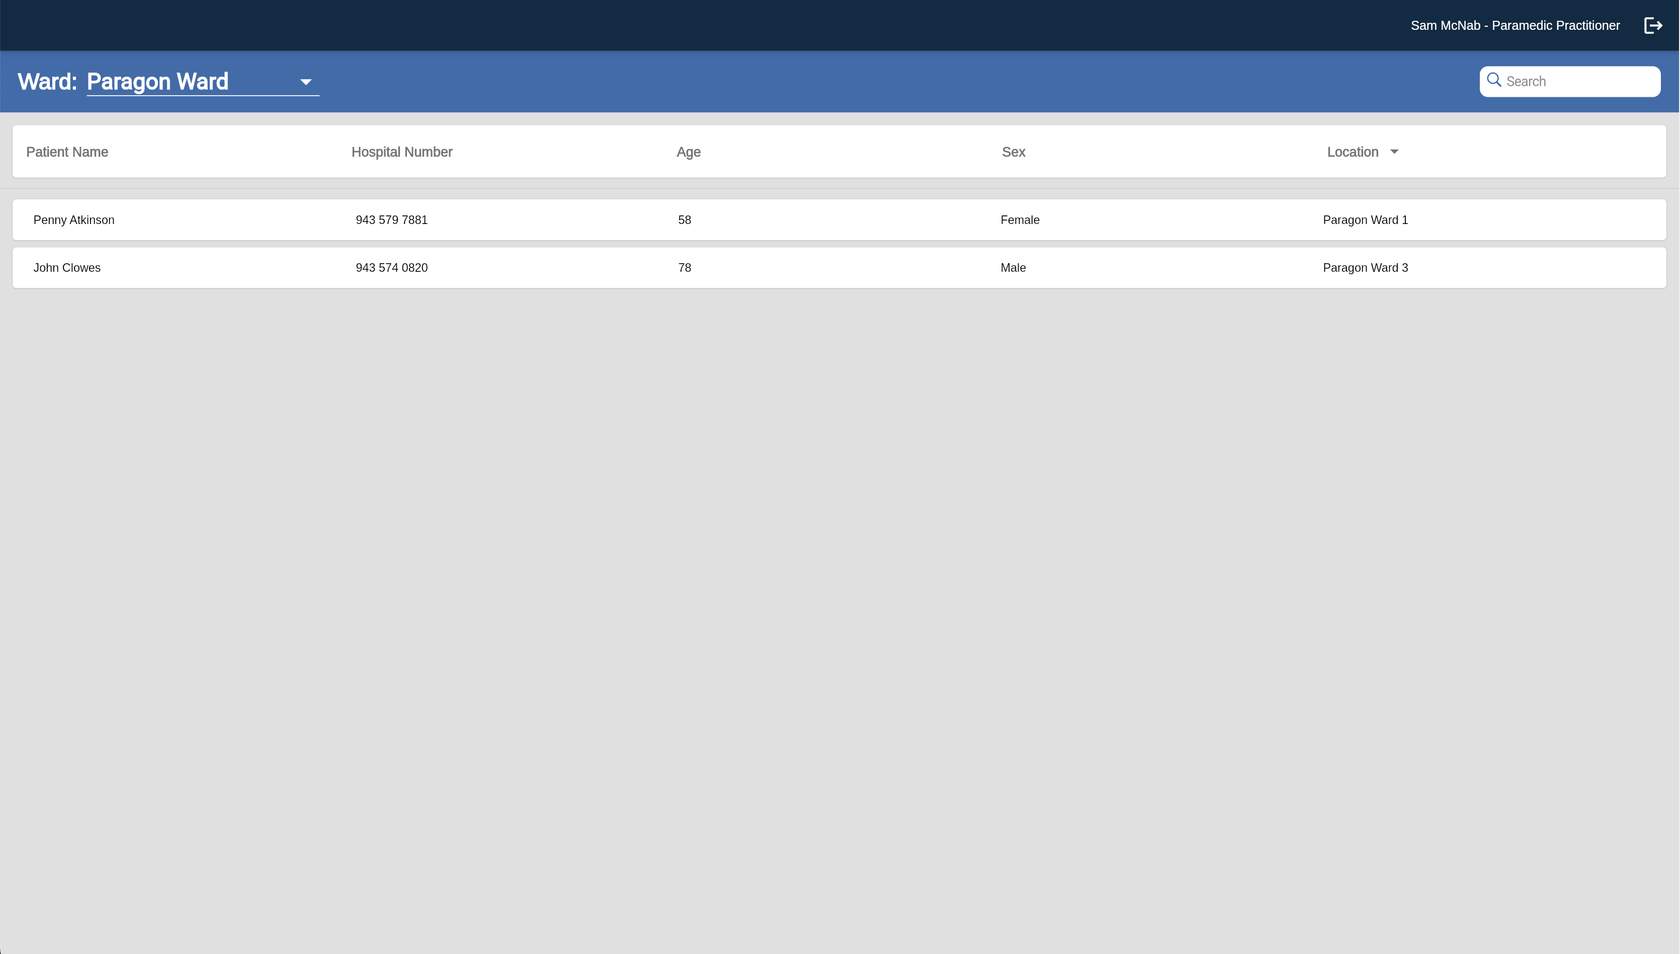 Sam McNab - Paramedic Practitioner
Ward: Paragon Ward
Search
Patient Name Hospital Number Age Sex Location
Penny Atkinson 943 579 7881 58 Female Paragon Ward 1
John Clowes 943 574 0820 78 Male Paragon Ward 3